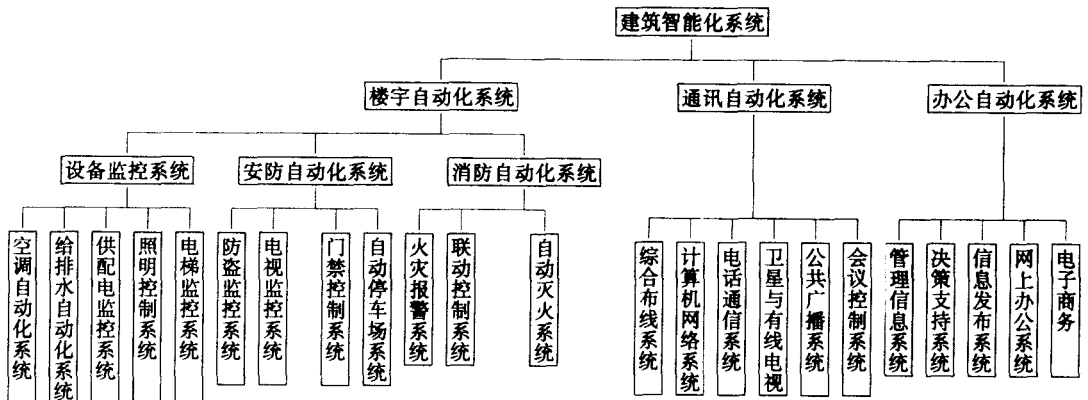 建筑智能化系统
楼宇自动化系统
通讯自动化系统
办公自动化系统
设备监控系统
安防自动化系统
消防自动化系统
空调自动化系统
给排水自动化系统
供配电监控系统
照明控制系统
电梯监控系统
防盗监控系统
电视监控系统
门禁控制系统
自动停车场系统
火灾报警系统
联动控制系统
自动灭火系统
综合布线系统
计算机网络系统
电话通信系统
卫星与有线电视
公共广播系统
会议控制系统
管理信息系统
决策支持系统
信息发布系统
网上办公系统
电子商务